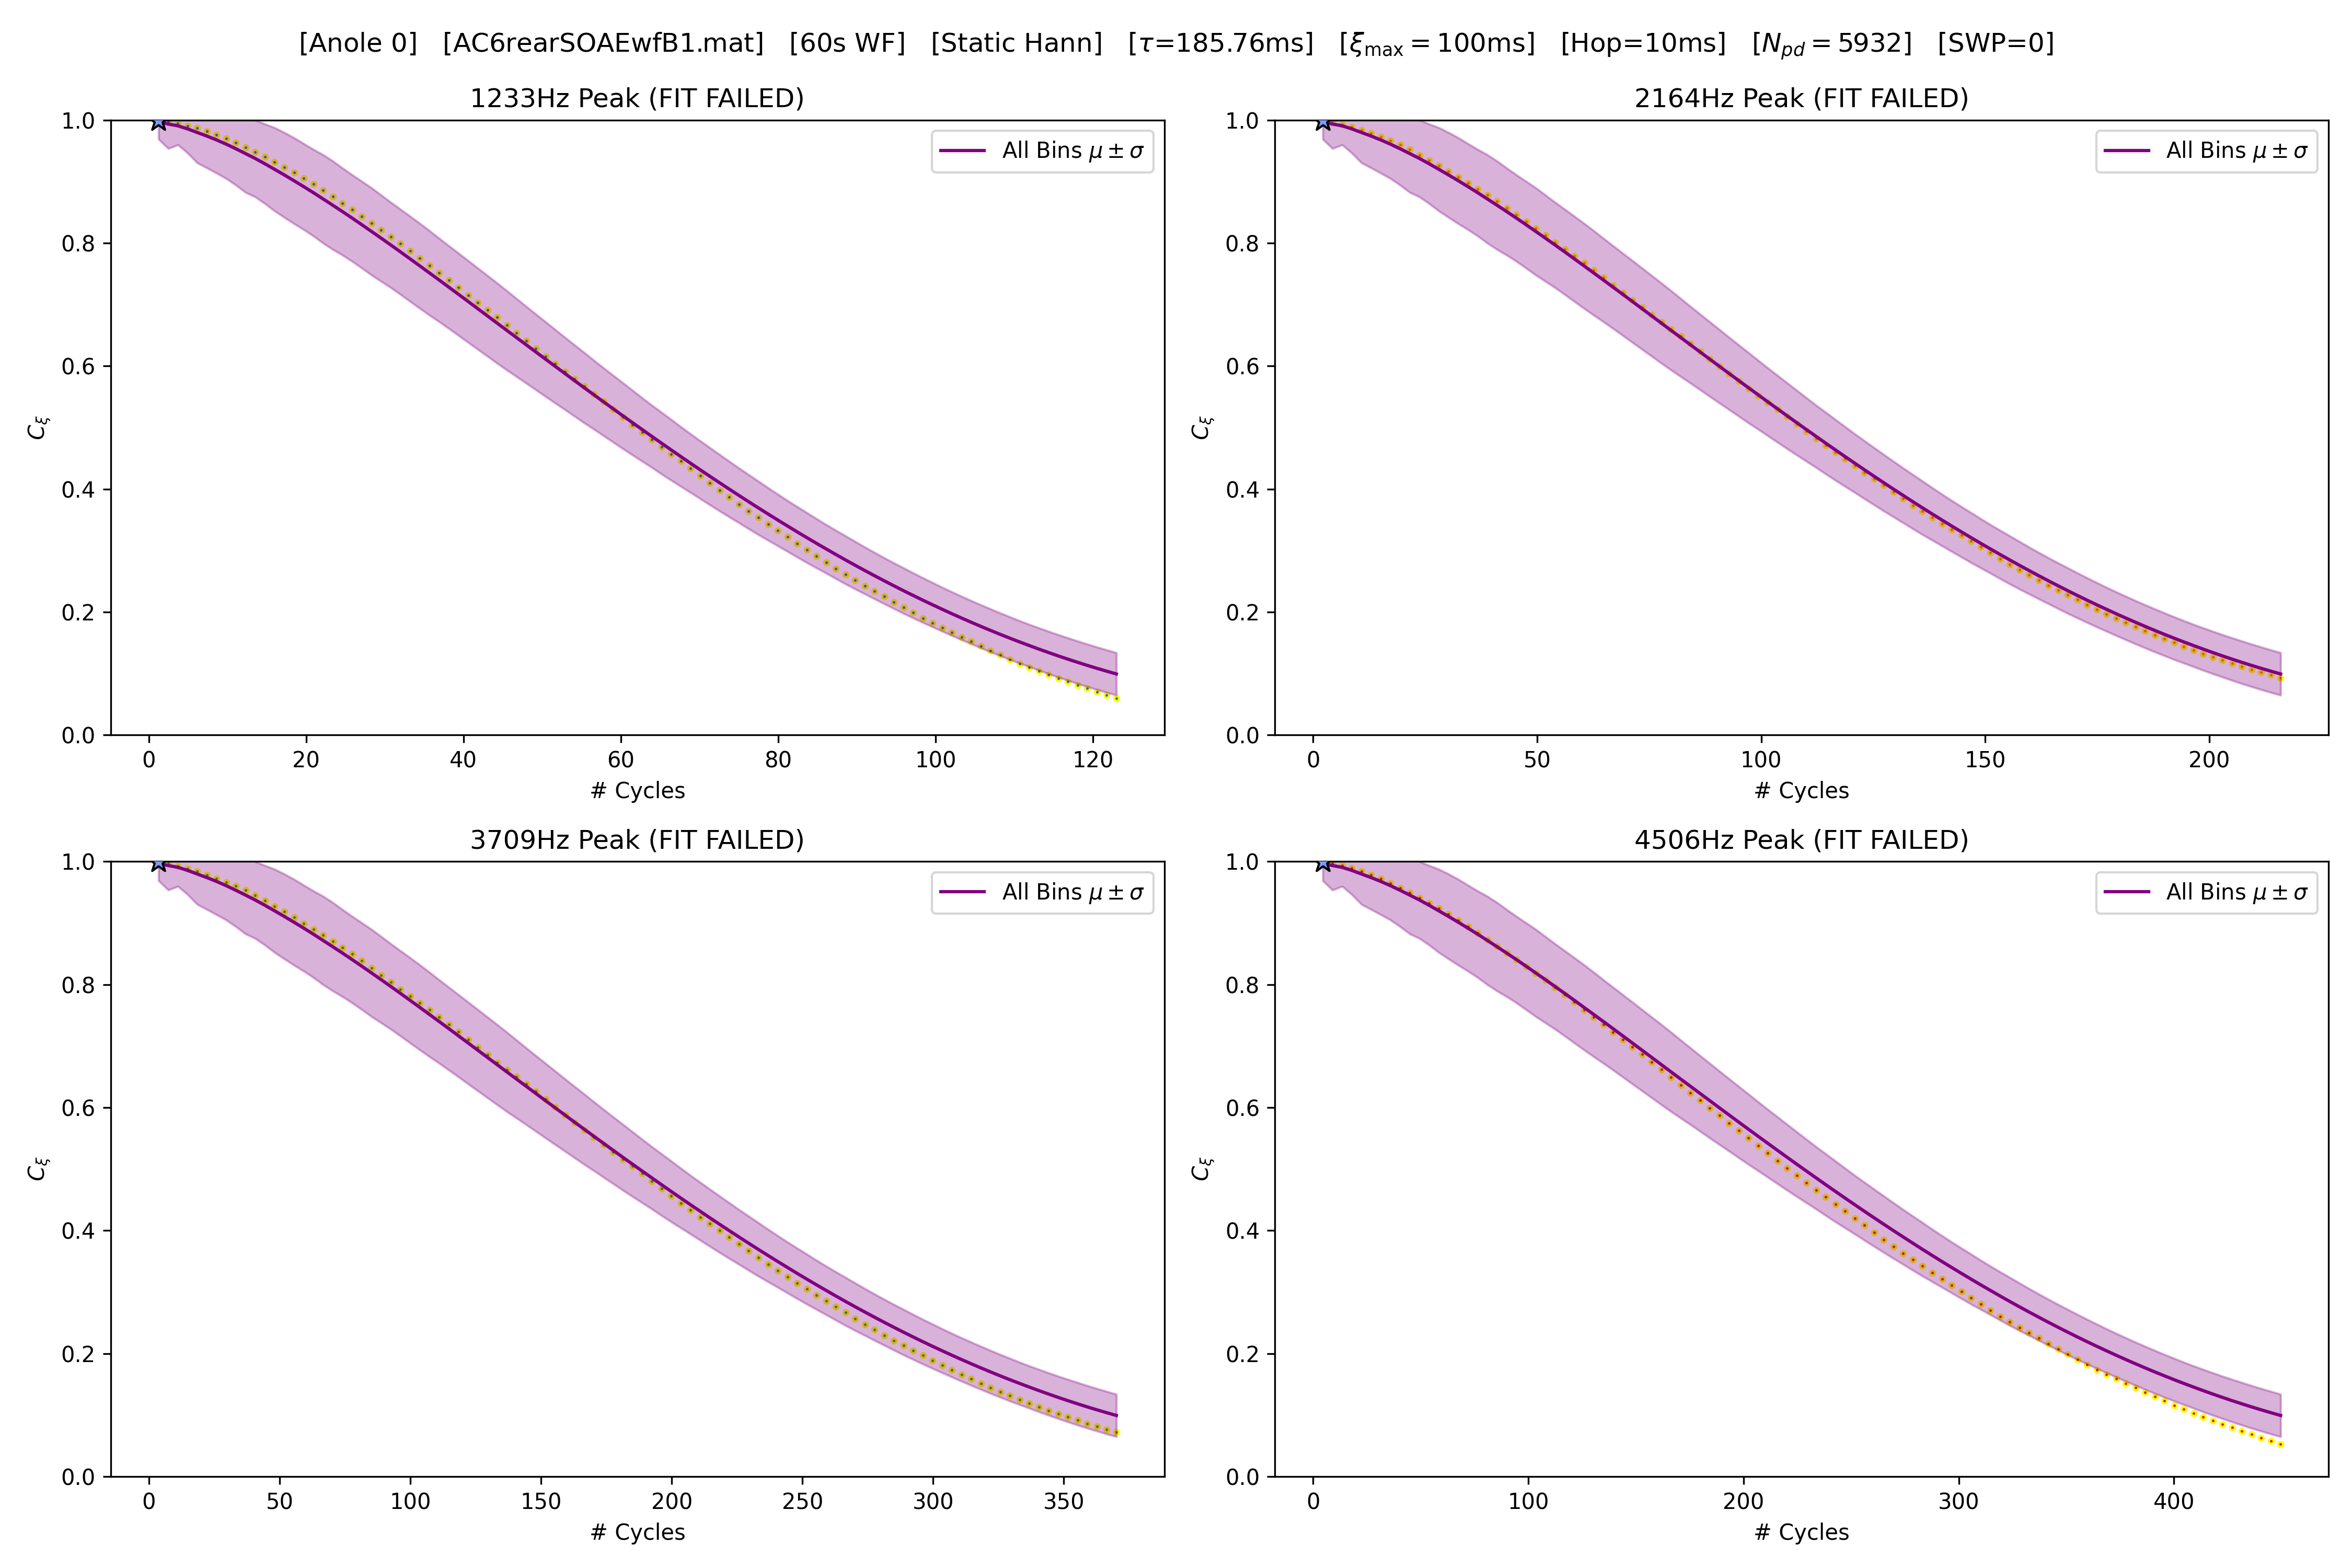 [Anole 0] [AC6rearSOAEwfB1.mat] [60s WF] [Static Hann] [τ=185.76ms] [ξmax = 100ms] [Hop=10ms] [Npd = 5932] [SWP=0]
1233Hz Peak (FIT FAILED)
1.0
0.8
0.6
0.4
0.2
0.0
Cξ
All Bins μ ± σ
0 20 40 60 80 100 120
# Cycles
2164Hz Peak (FIT FAILED)
1.0
0.8
0.6
0.4
0.2
0.0
Cξ
All Bins μ ± σ
0 50 100 150 200
# Cycles
3709Hz Peak (FIT FAILED)
1.0
0.8
0.6
0.4
0.2
0.0
Cξ
All Bins μ ± σ
0 50 100 150 200 250 300 350
# Cycles
4506Hz Peak (FIT FAILED)
1.0
0.8
0.6
0.4
0.2
0.0
Cξ
All Bins μ ± σ
0 100 200 300 400
# Cycles